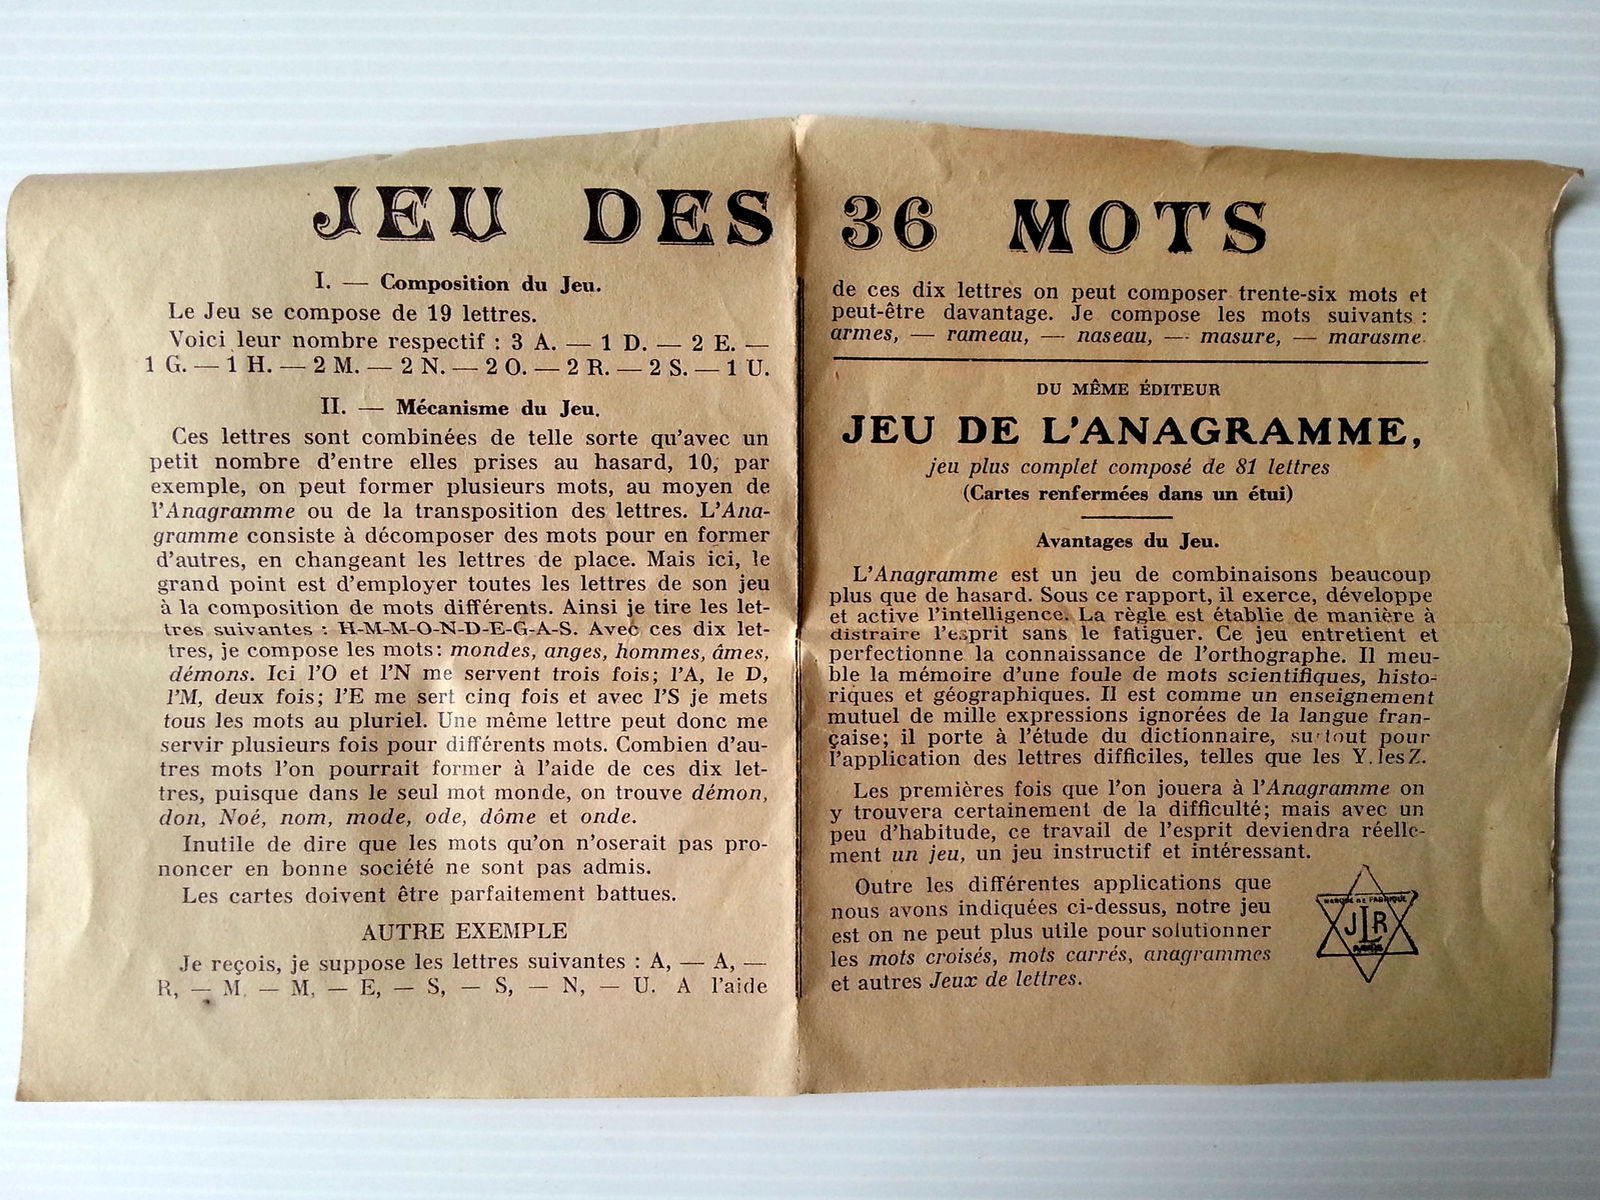 JEU DES 36 MOTS
I. — Composition du Jeu.
Le Jeu se compose de 19 lettres.
Voici leur nombre respectif : 3 A. — 1 D. — 2 E. —
1 G. — 1 H. — 2 M. — 2 N. — 2 O. — 2 R. — 2 S. — 1 U.
II. — Mécanisme du Jeu.
Ces lettres sont combinées de telle sorte qu'avec un
petit nombre d'entre elles prises au hasard, 10, par
exemple, on peut former plusieurs mots, au moyen de
l'Anagramme ou de la transposition des lettres. L'Ana-
gramme consiste à décomposer des mots pour en former
d'autres, en changeant les lettres de place. Mais ici, le
grand point est d'employer toutes les lettres de son jeu
à la composition de mots différents. Ainsi je tire les let-
tres suivantes : H-M-M-O-N-D-E-G-A-S. Avec ces dix let-
tres, je compose les mots: mondes, anges, hommes, âmes,
démons. Ici l'O et l'N me servent trois fois; l'A, le D,
l'M, deux fois; l'E me sert cinq fois et avec l'S je mets
tous les mots au pluriel. Une même lettre peut donc me
servir plusieurs fois pour différents mots. Combien d'au-
tres mots l'on pourrait former à l'aide de ces dix let-
tres, puisque dans le seul mot monde, on trouve démon,
don, Noé, nom, mode, ode, dôme et onde.
Inutile de dire que les mots qu'on n'oserait pas pro-
noncer en bonne société ne sont pas admis.
Les cartes doivent être parfaitement battues.
AUTRE EXEMPLE
Je reçois, je suppose les lettres suivantes : A, — A, —
R, — M, — M, — E, — S, — S, — N, — U. A l'aide
de ces dix lettres on peut composer trente-six mots et
peut-être davantage. Je compose les mots suivants :
armes, — rameau, — naseau, — masure, — marasme.
DU MÊME ÉDITEUR
JEU DE L'ANAGRAMME,
jeu plus complet composé de 81 lettres
(Cartes renfermées dans un étui)
Avantages du Jeu.
L'Anagramme est un jeu de combinaisons beaucoup
plus que de hasard. Sous ce rapport, il exerce, développe
et active l'intelligence. La règle est établie de manière à
distraire l'esprit sans le fatiguer. Ce jeu entretient et
perfectionne la connaissance de l'orthographe. Il meu-
ble la mémoire d'une foule de mots scientifiques, histo-
riques et géographiques. Il est comme un enseignement
mutuel de mille expressions ignorées de la langue fran-
çaise; il porte à l'étude du dictionnaire, surtout pour
l'application des lettres difficiles, telles que les Y. les Z.
Les premières fois que l'on jouera à l'Anagramme on
y trouvera certainement de la difficulté; mais avec un
peu d'habitude, ce travail de l'esprit deviendra réelle-
ment un jeu, un jeu instructif et intéressant.
Outre les différentes applications que
nous avons indiquées ci-dessus, notre jeu
est on ne peut plus utile pour solutionner
les mots croisés, mots carrés, anagrammes
et autres Jeux de lettres.
MARQUE DE FABRIQUE
JLR